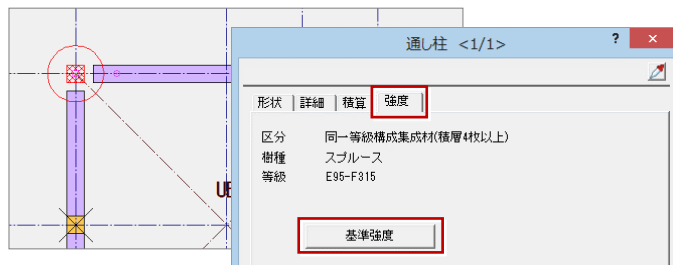 通し柱 <1/1>
? ×
形状 詳細 積算 強度
区分 同一等級構成集成材(積層4枚以上)
樹種 スプルース
等級 E95-F315
基準強度